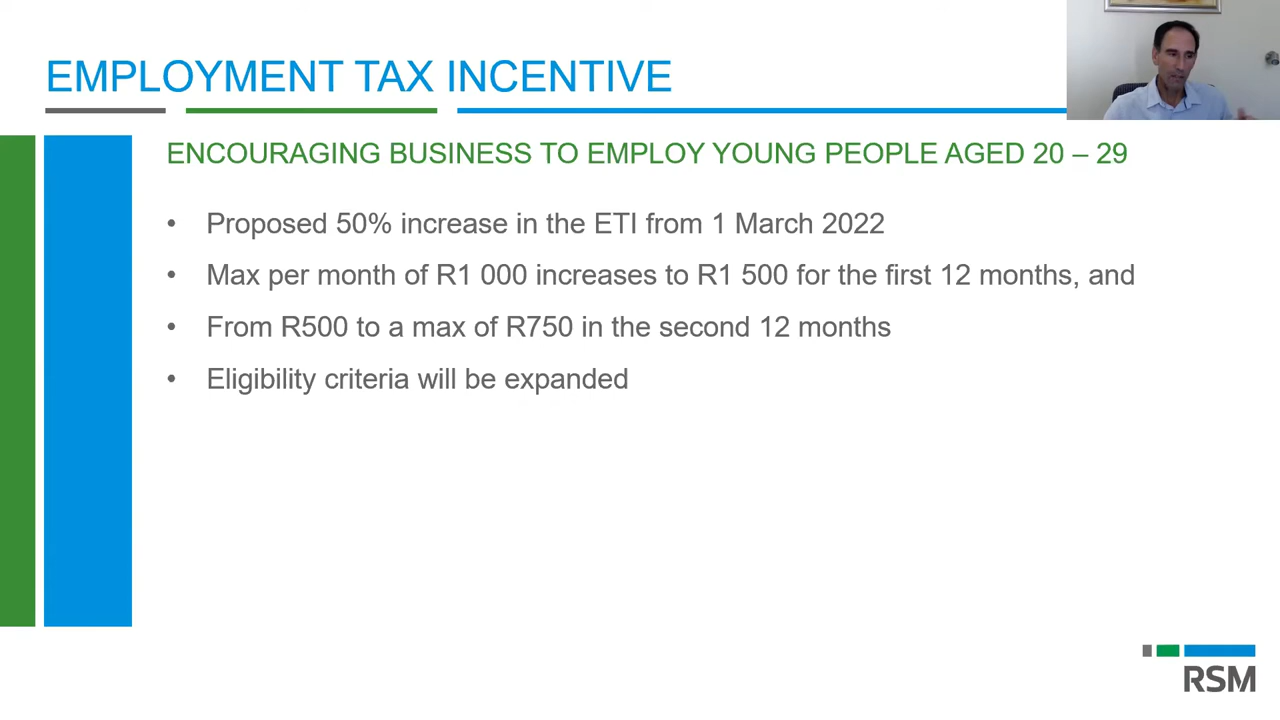 EMPLOYMENT TAX INCENTIVE
ENCOURAGING BUSINESS TO EMPLOY YOUNG PEOPLE AGED 20 – 29
• Proposed 50% increase in the ETI from 1 March 2022
• Max per month of R1 000 increases to R1 500 for the first 12 months, and
• From R500 to a max of R750 in the second 12 months
• Eligibility criteria will be expanded
RSM